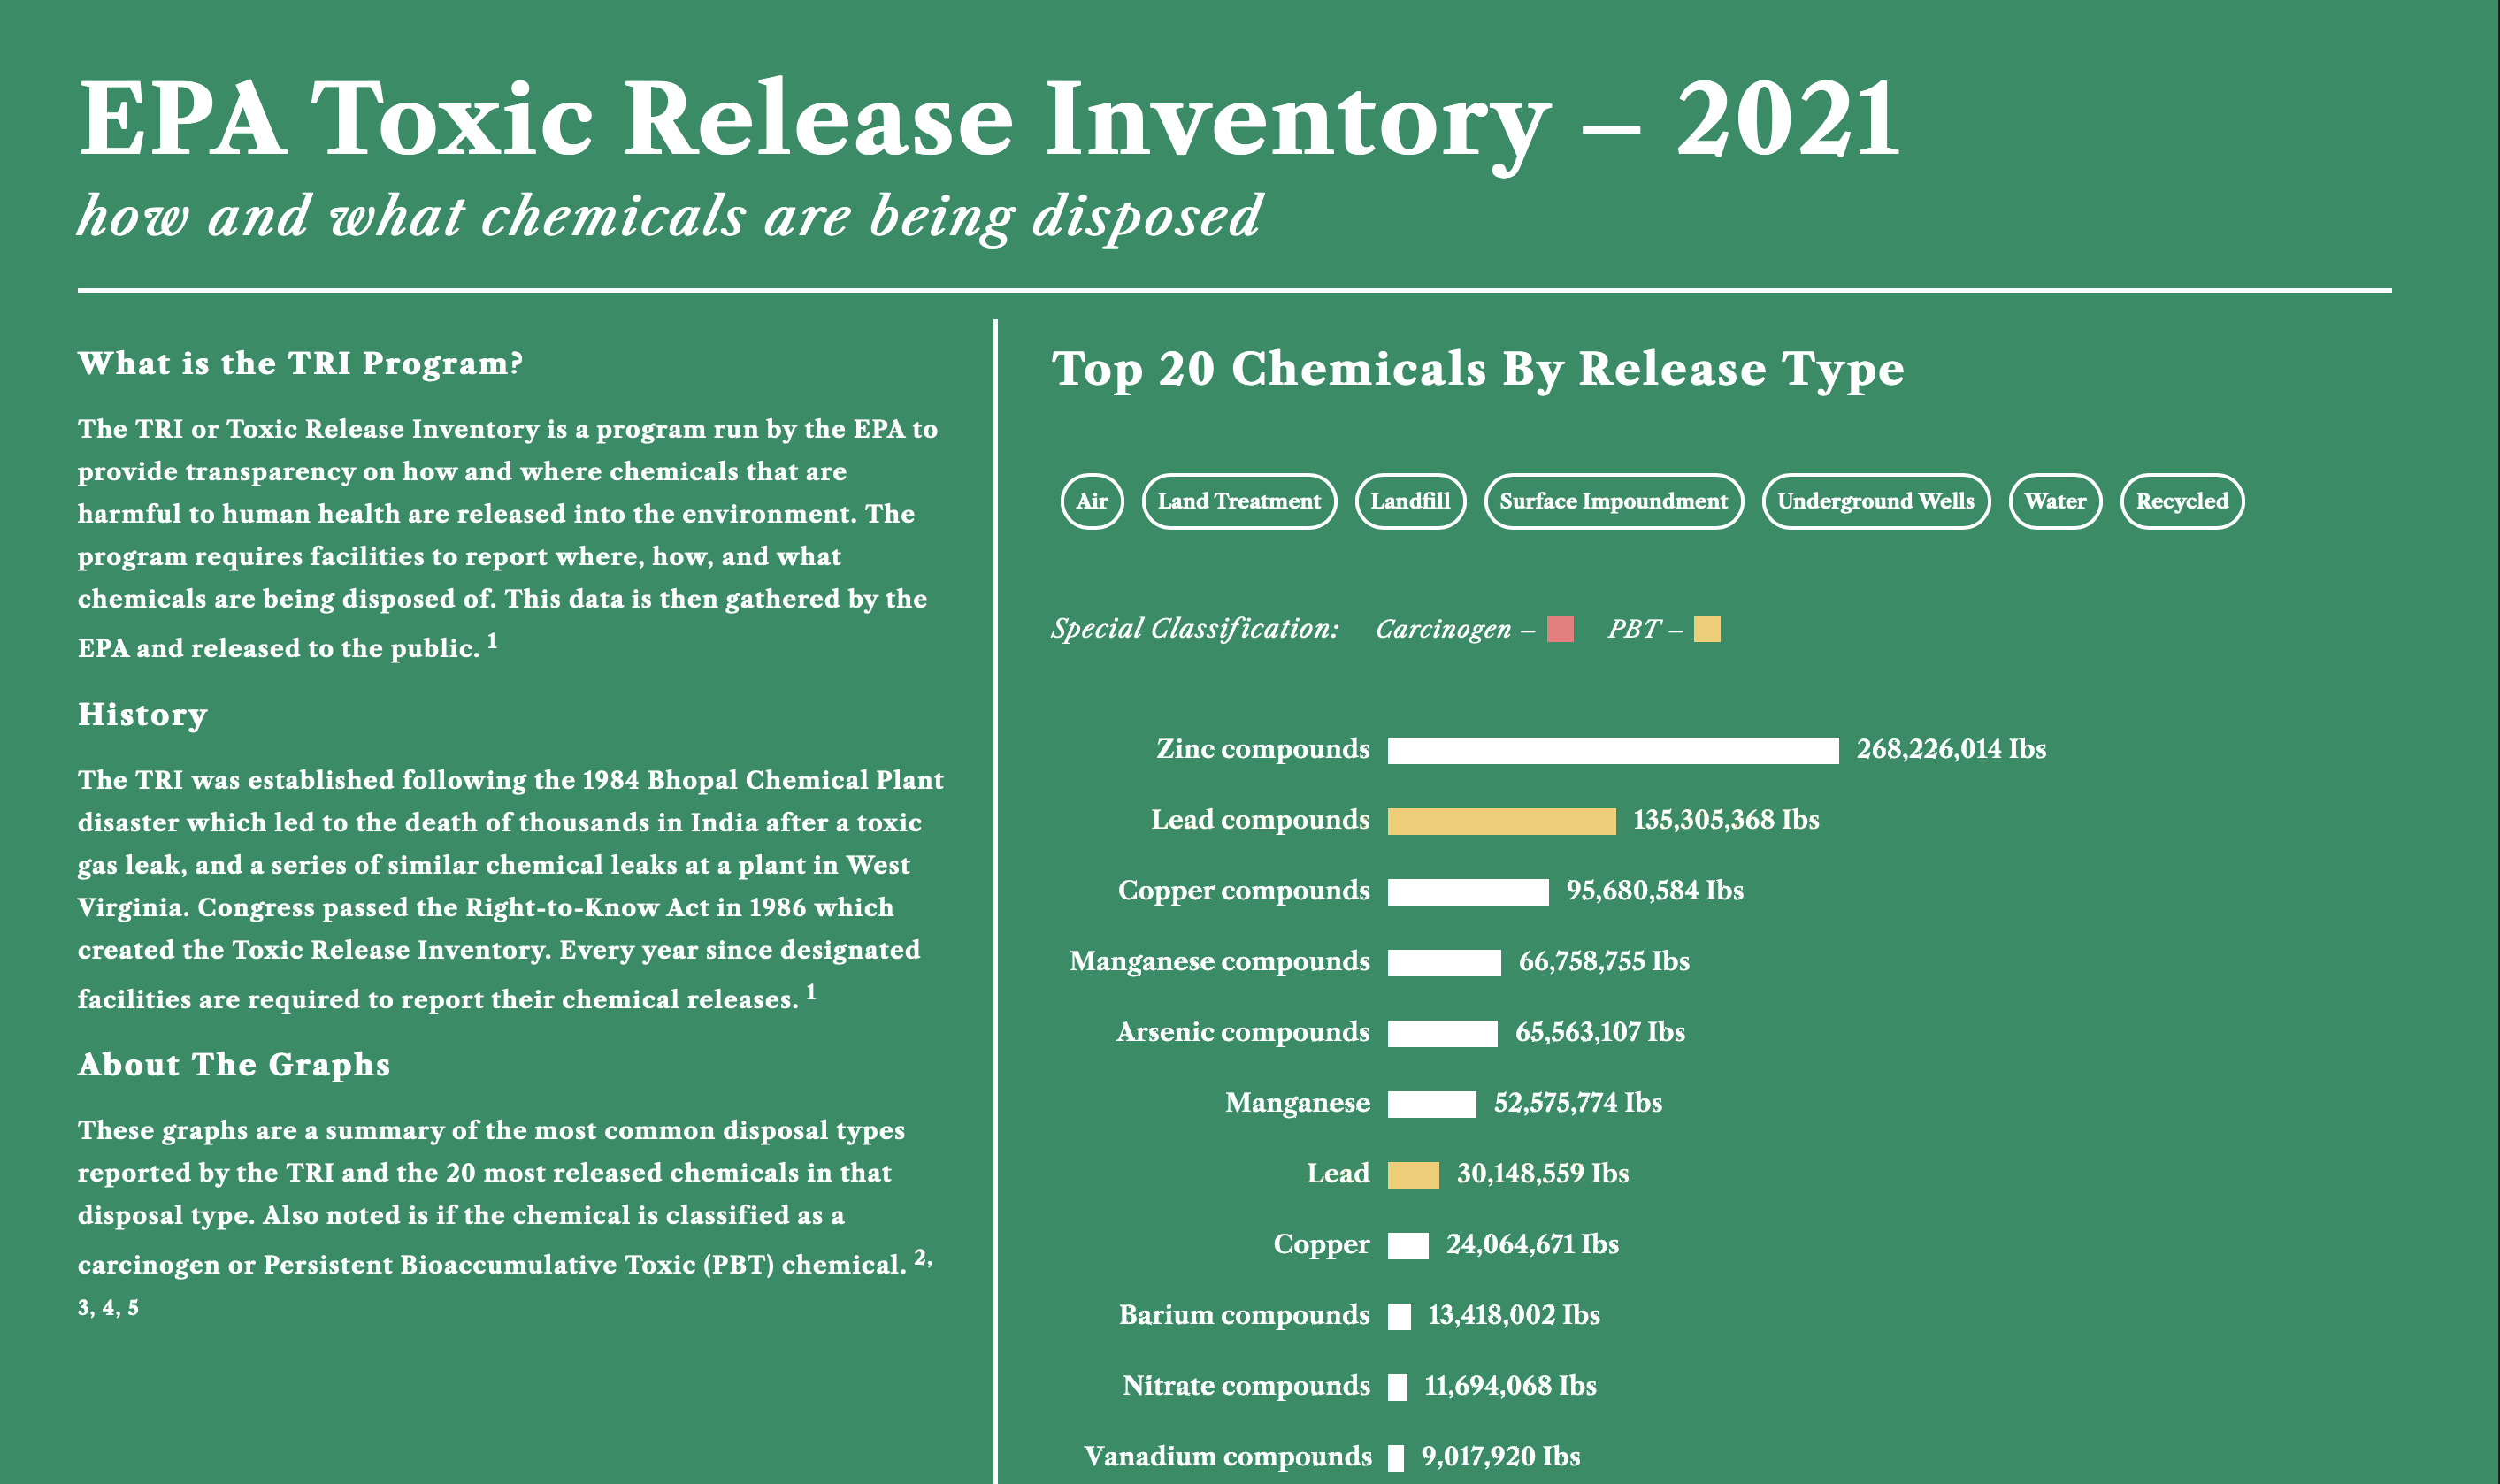 EPA Toxic Release Inventory – 2021
how and what chemicals are being disposed
What is the TRI Program?
The TRI or Toxic Release Inventory is a program run by the EPA to
provide transparency on how and where chemicals that are
harmful to human health are released into the environment. The
program requires facilities to report where, how, and what
chemicals are being disposed of. This data is then gathered by the
EPA and released to the public. 1
History
The TRI was established following the 1984 Bhopal Chemical Plant
disaster which led to the death of thousands in India after a toxic
gas leak, and a series of similar chemical leaks at a plant in West
Virginia. Congress passed the Right-to-Know Act in 1986 which
created the Toxic Release Inventory. Every year since designated
facilities are required to report their chemical releases. 1
About The Graphs
These graphs are a summary of the most common disposal types
reported by the TRI and the 20 most released chemicals in that
disposal type. Also noted is if the chemical is classified as a
carcinogen or Persistent Bioaccumulative Toxic (PBT) chemical. 2,
3, 4, 5
Top 20 Chemicals By Release Type
Air Land Treatment Landfill Surface Impoundment Underground Wells Water Recycled
Special Classification: Carcinogen – PBT –
Zinc compounds 268,226,014 Ibs
Lead compounds 135,305,368 Ibs
Copper compounds 95,680,584 Ibs
Manganese compounds 66,758,755 Ibs
Arsenic compounds 65,563,107 Ibs
Manganese 52,575,774 Ibs
Lead 30,148,559 Ibs
Copper 24,064,671 Ibs
Barium compounds 13,418,002 Ibs
Nitrate compounds 11,694,068 Ibs
Vanadium compounds 9,017,920 Ibs